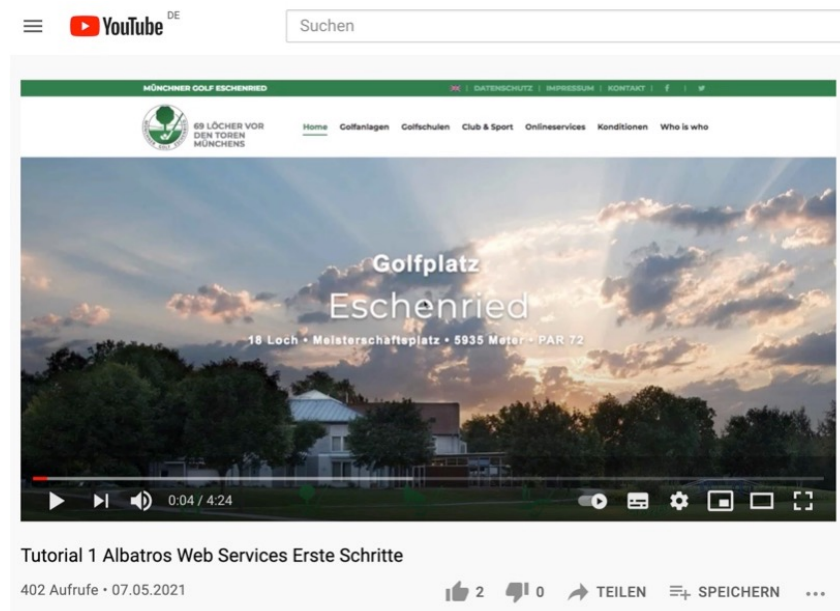 YouTube DE
Suchen
MÜNCHNER GOLF ESCHENRIED
| DATENSCHUTZ | IMPRESSUM | KONTAKT | f |
69 LÖCHER VOR
DEN TOREN
MÜNCHENS
Home Golfanlagen Golfschulen Club & Sport Onlineservices Konditionen Who is who
Golfplatz
Eschenried
18 Loch • Meisterschaftsplatz • 5935 Meter • PAR 72
0:04 / 4:24
Tutorial 1 Albatros Web Services Erste Schritte
402 Aufrufe • 07.05.2021
2 0 TEILEN SPEICHERN ...